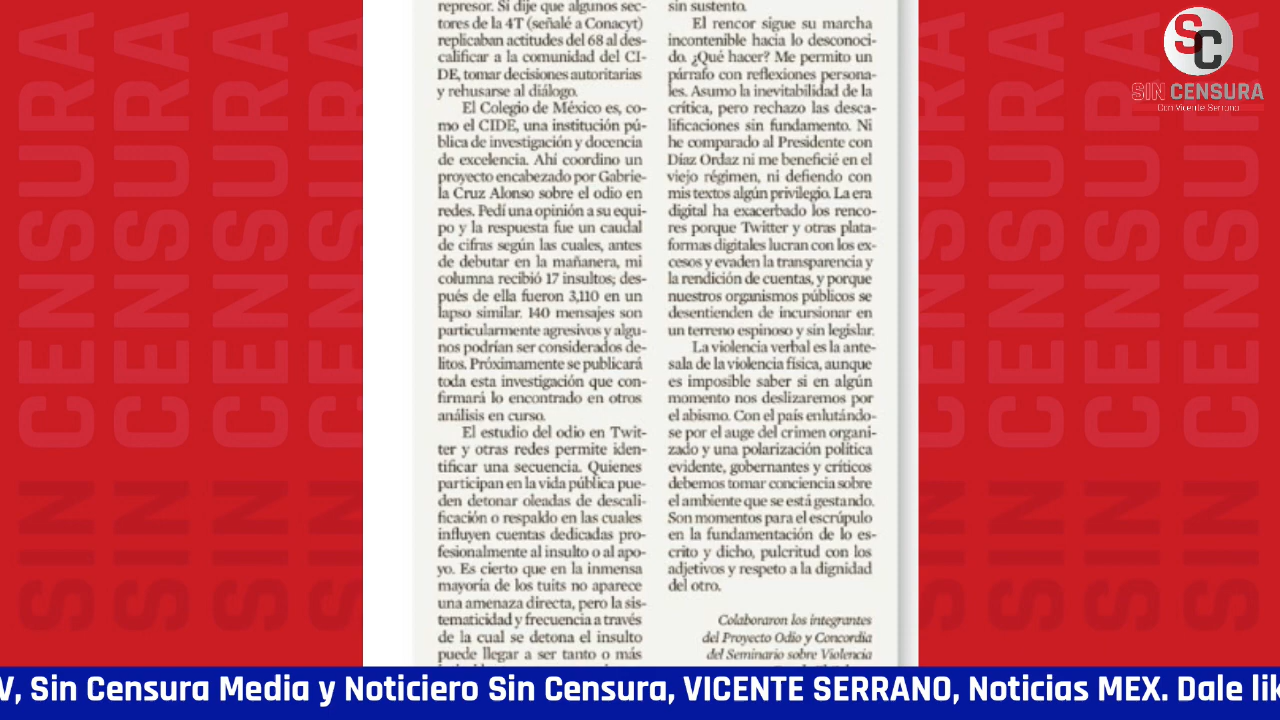 represor. Sí dije que algunos sec-
tores de la 4T (señalé a Conacyt)
replicaban actitudes del 68 al des-
calificar a la comunidad del CI-
DE, tomar decisiones autoritarias
y rehusarse al diálogo.
El Colegio de México es, co-
mo el CIDE, una institución pú-
blica de investigación y docencia
de excelencia. Ahí coordino un
proyecto encabezado por Gabrie-
la Cruz Alonso sobre el odio en
redes. Pedí una opinión a su equi-
po y la respuesta fue un caudal
de cifras según las cuales, antes
de debutar en la mañanera, mi
columna recibió 17 insultos; des-
pués de ella fueron 3,110 en un
lapso similar. 140 mensajes son
particularmente agresivos y algu-
nos podrían ser considerados de-
litos. Próximamente se publicará
toda esta investigación que con-
firmará lo encontrado en otros
análisis en curso.
El estudio del odio en Twit-
ter y otras redes permite iden-
tificar una secuencia. Quienes
participan en la vida pública pue-
den detonar oleadas de descali-
ficación o respaldo en las cuales
influyen cuentas dedicadas pro-
fesionalmente al insulto o al apo-
yo. Es cierto que en la inmensa
mayoría de los tuits no aparece
una amenaza directa, pero la sis-
tematicidad y frecuencia a través
de la cual se detona el insulto
puede llegar a ser tanto o más
sin sustento.
El rencor sigue su marcha
incontenible hacia lo desconoci-
do. ¿Qué hacer? Me permito un
párrafo con reflexiones persona-
les. Asumo la inevitabilidad de la
crítica, pero rechazo las desca-
lificaciones sin fundamento. Ni
he comparado al Presidente con
Díaz Ordaz ni me beneficié en el
viejo régimen, ni defiendo con
mis textos algún privilegio. La era
digital ha exacerbado los renco-
res porque Twitter y otras plata-
formas digitales lucran con los ex-
cesos y evaden la transparencia y
la rendición de cuentas, y porque
nuestros organismos públicos se
desentienden de incursionar en
un terreno espinoso y sin legislar.
La violencia verbal es la ante-
sala de la violencia física, aunque
es imposible saber si en algún
momento nos deslizaremos por
el abismo. Con el país enlutándo-
se por el auge del crimen organi-
zado y una polarización política
evidente, gobernantes y críticos
debemos tomar conciencia sobre
el ambiente que se está gestando.
Son momentos para el escrúpulo
en la fundamentación de lo es-
crito y dicho, pulcritud con los
adjetivos y respeto a la dignidad
del otro.
Colaboraron los integrantes
del Proyecto Odio y Concordia
del Seminario sobre Violencia
SC
SIN CENSURA
Con Vicente Serrano
SIN CENSURA
SIN CENSURA
SIN CENSURA
SIN CENSURA
SIN CENSURA
SIN CENSURA
SIN CENSURA
V, Sin Censura Media y Noticiero Sin Censura, VICENTE SERRANO, Noticias MEX. Dale lik